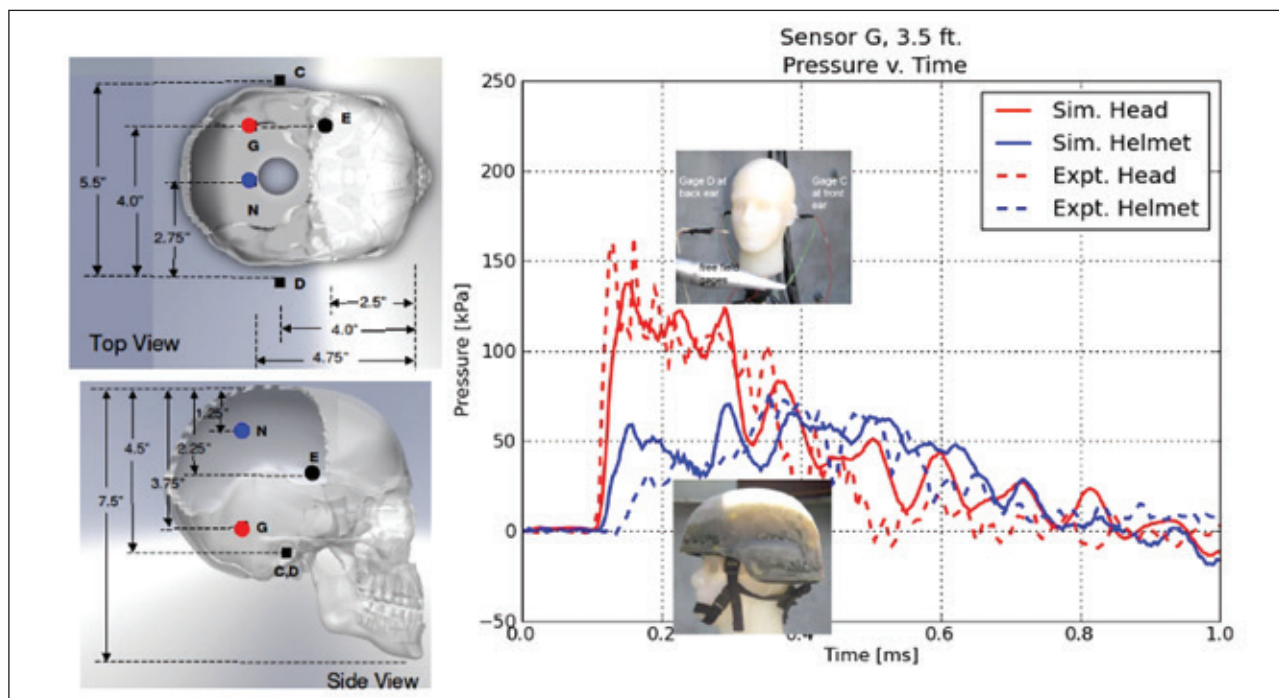 C
E
G
N
D
5.5"
4.0"
2.75"
2.5"
4.0"
4.75"
Top View
1.25"
N
2.25"
E
4.5"
3.75"
7.5"
G
C,D
Side View
Sensor G, 3.5 ft.
Pressure v. Time
250
200
150
100
50
0
−50
Pressure [kPa]
0.0
0.2
0.4
0.6
0.8
1.0
Time [ms]
Sim. Head
Sim. Helmet
Expt. Head
Expt. Helmet
Gage D at
back ear
Gage C
at front
ear
free field
gages